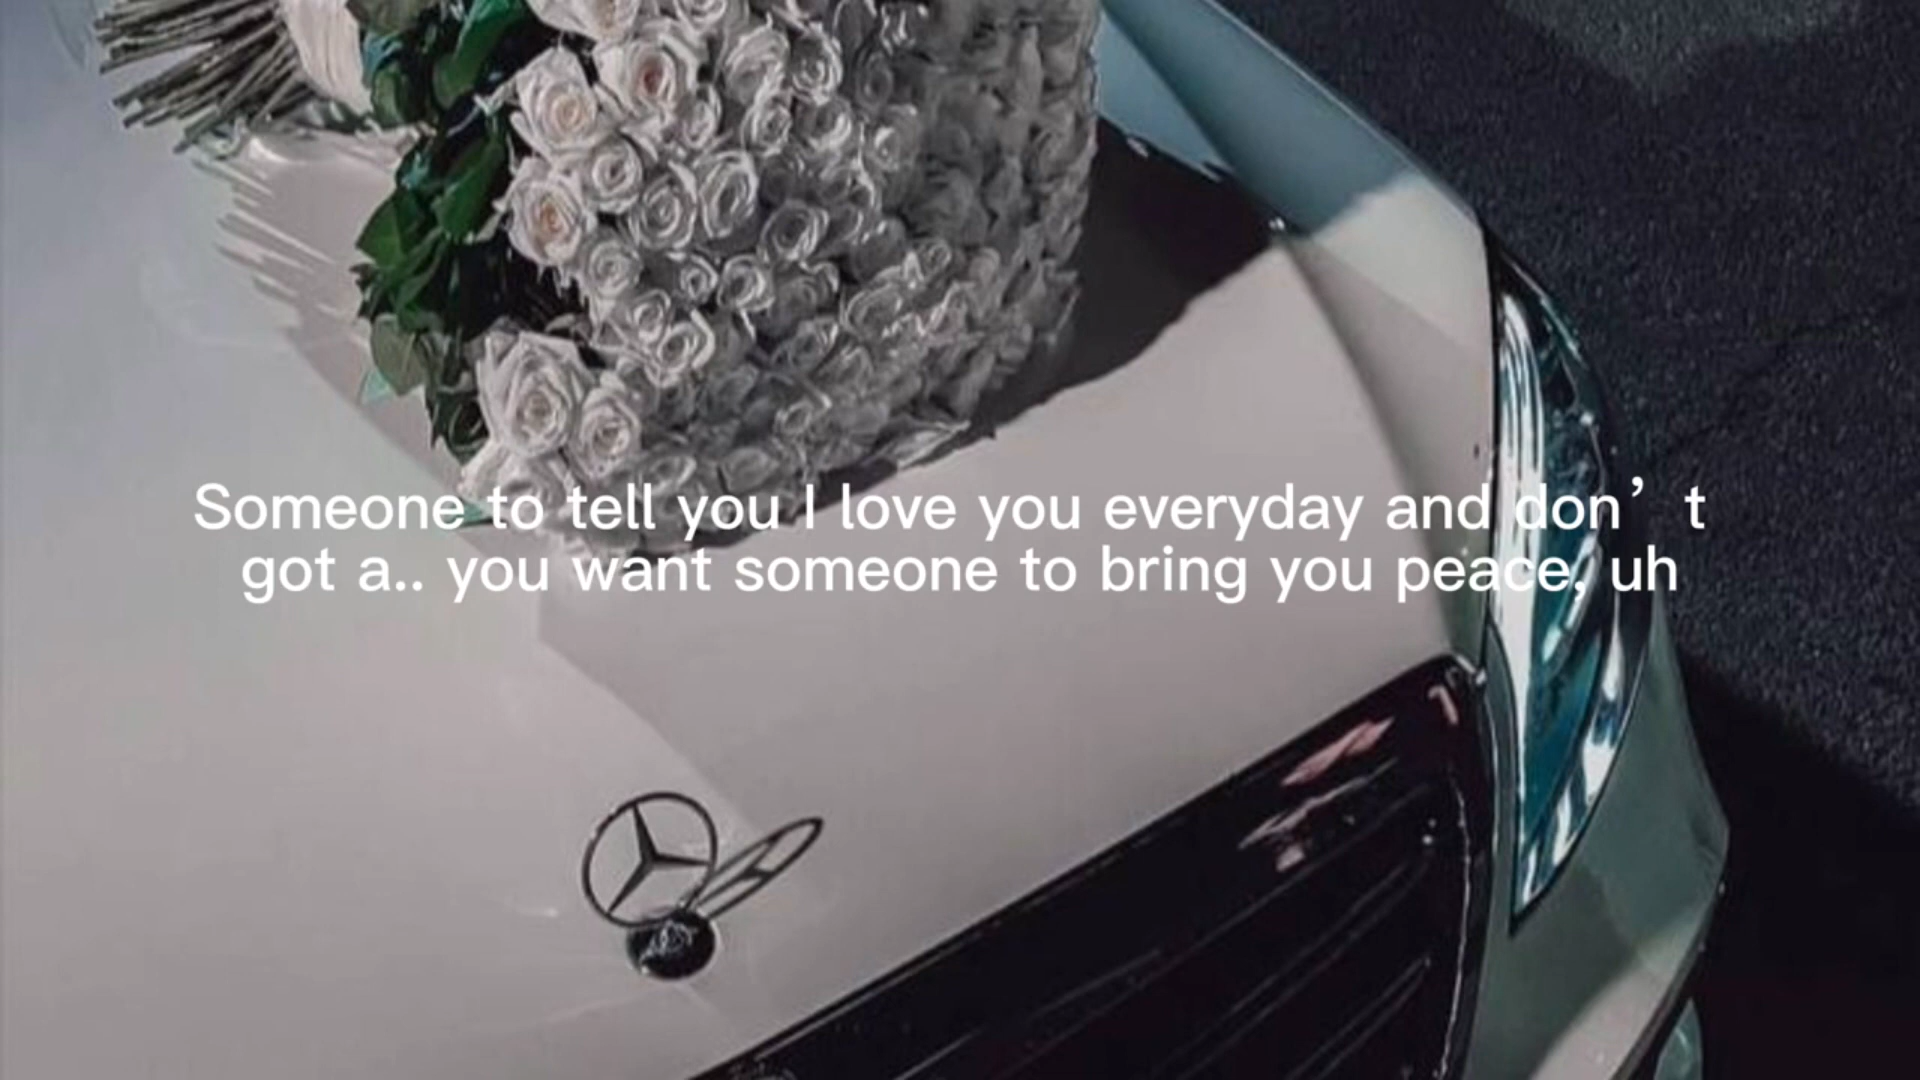 Someone to tell you I love you everyday and don’t
got a.. you want someone to bring you peace, uh